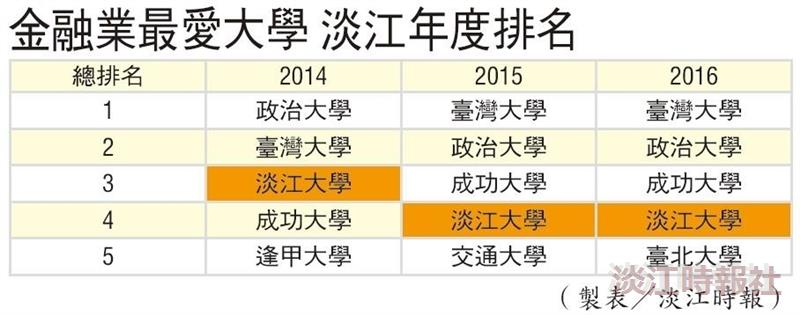 金融業最愛大學 淡江年度排名
總排名 2014 2015 2016
1 政治大學 臺灣大學 臺灣大學
2 臺灣大學 政治大學 政治大學
3 淡江大學 成功大學 成功大學
4 成功大學 淡江大學 淡江大學
5 逢甲大學 交通大學 臺北大學
淡江時報社
（製表／淡江時報）